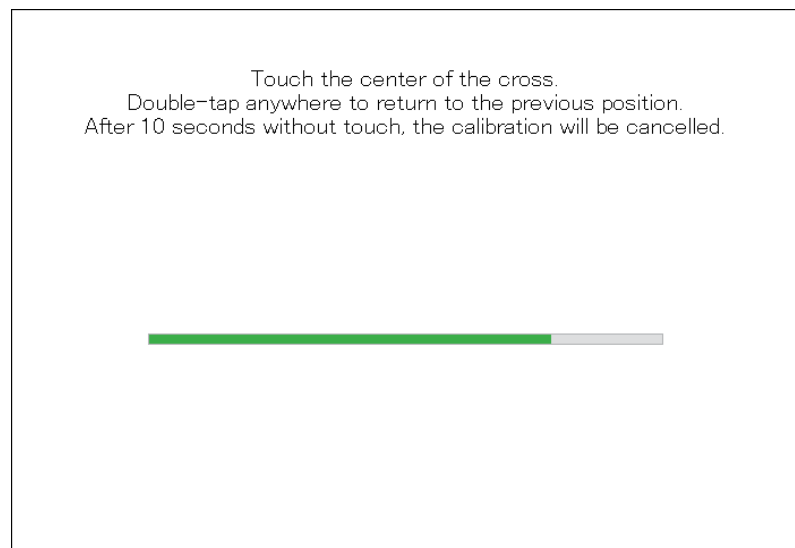 Touch the center of the cross.
Double-tap anywhere to return to the previous position.
After 10 seconds without touch, the calibration will be cancelled.